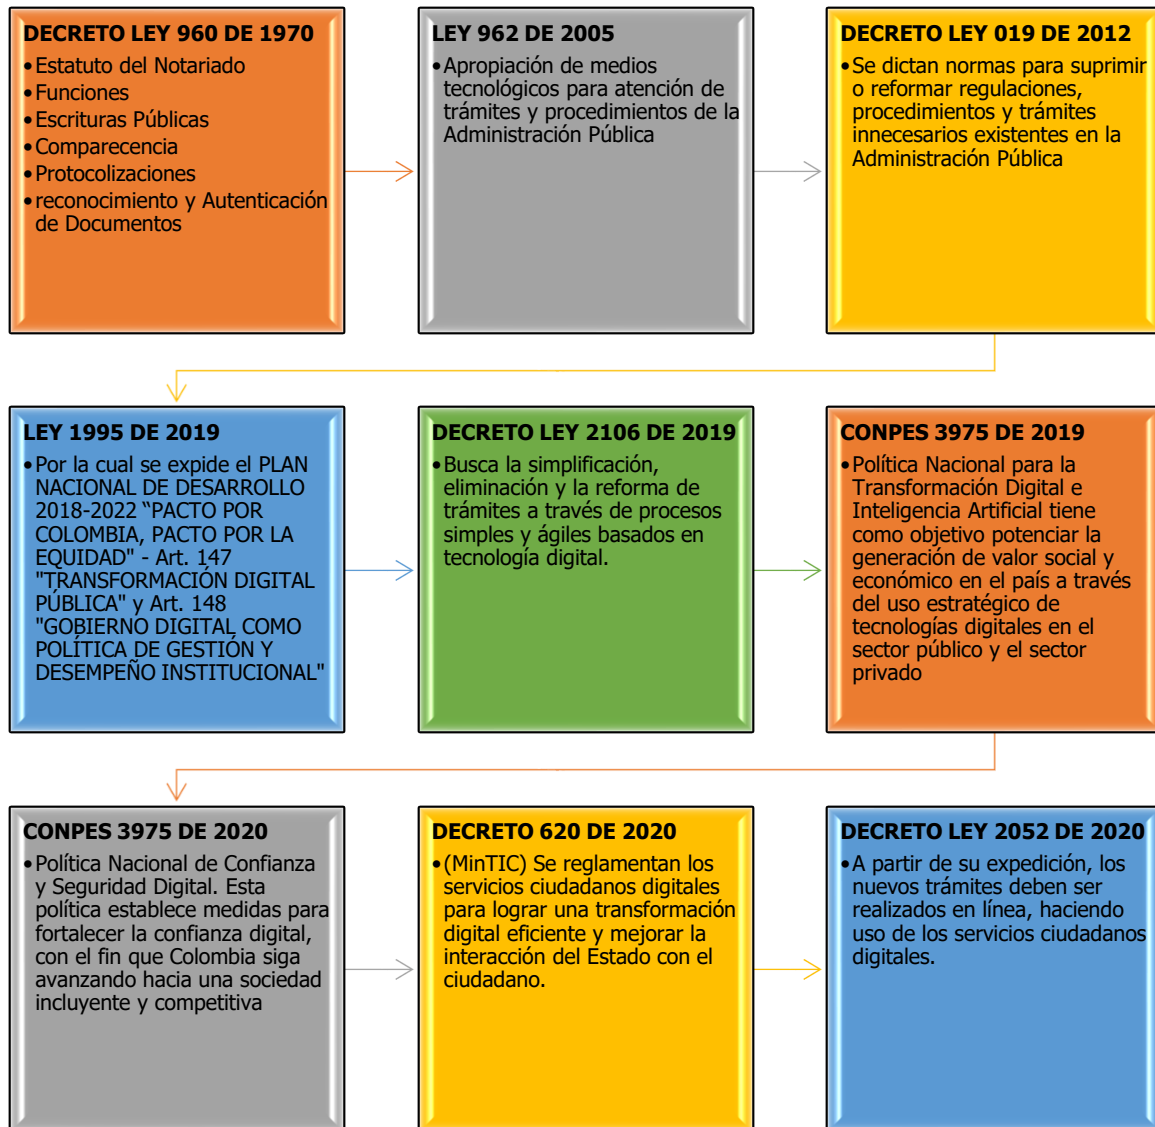 DECRETO LEY 960 DE 1970
•Estatuto del Notariado
•Funciones
•Escrituras Públicas
•Comparecencia
•Protocolizaciones
•reconocimiento y Autenticación
de Documentos
LEY 962 DE 2005
•Apropiación de medios
tecnológicos para atención de
trámites y procedimientos de la
Administración Pública
DECRETO LEY 019 DE 2012
•Se dictan normas para suprimir
o reformar regulaciones,
procedimientos y trámites
innecesarios existentes en la
Administración Pública
LEY 1995 DE 2019
•Por la cual se expide el PLAN
NACIONAL DE DESARROLLO
2018-2022 “PACTO POR
COLOMBIA, PACTO POR LA
EQUIDAD" - Art. 147
"TRANSFORMACIÓN DIGITAL
PÚBLICA" y Art. 148
"GOBIERNO DIGITAL COMO
POLÍTICA DE GESTIÓN Y
DESEMPEÑO INSTITUCIONAL"
DECRETO LEY 2106 DE 2019
•Busca la simplificación,
eliminación y la reforma de
trámites a través de procesos
simples y ágiles basados en
tecnología digital.
CONPES 3975 DE 2019
•Política Nacional para la
Transformación Digital e
Inteligencia Artificial tiene
como objetivo potenciar la
generación de valor social y
económico en el país a través
del uso estratégico de
tecnologías digitales en el
sector público y el sector
privado
CONPES 3975 DE 2020
•Política Nacional de Confianza
y Seguridad Digital. Esta
política establece medidas para
fortalecer la confianza digital,
con el fin que Colombia siga
avanzando hacia una sociedad
incluyente y competitiva
DECRETO 620 DE 2020
•(MinTIC) Se reglamentan los
servicios ciudadanos digitales
para lograr una transformación
digital eficiente y mejorar la
interacción del Estado con el
ciudadano.
DECRETO LEY 2052 DE 2020
•A partir de su expedición, los
nuevos trámites deben ser
realizados en línea, haciendo
uso de los servicios ciudadanos
digitales.